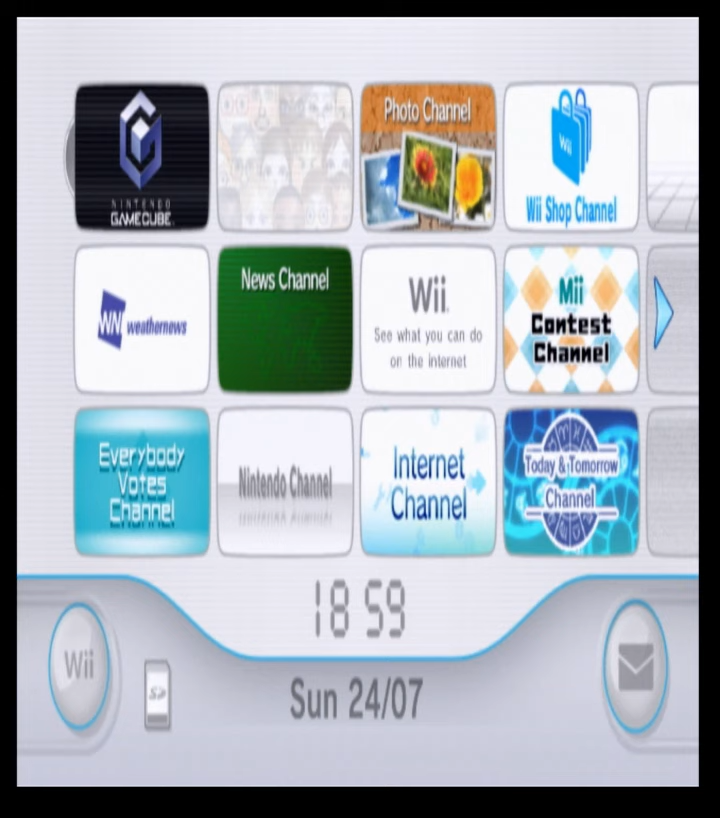 NINTENDO
GAMECUBE
Photo Channel
Wii
Wii Shop Channel
WN weathernews
News Channel
Wii
See what you can do
on the internet
Mii
Contest
Channel
Everybody
Votes
Channel
Nintendo Channel
Internet
Channel
Today & Tomorrow
Channel
18 59
Wii
SD
Sun 24/07